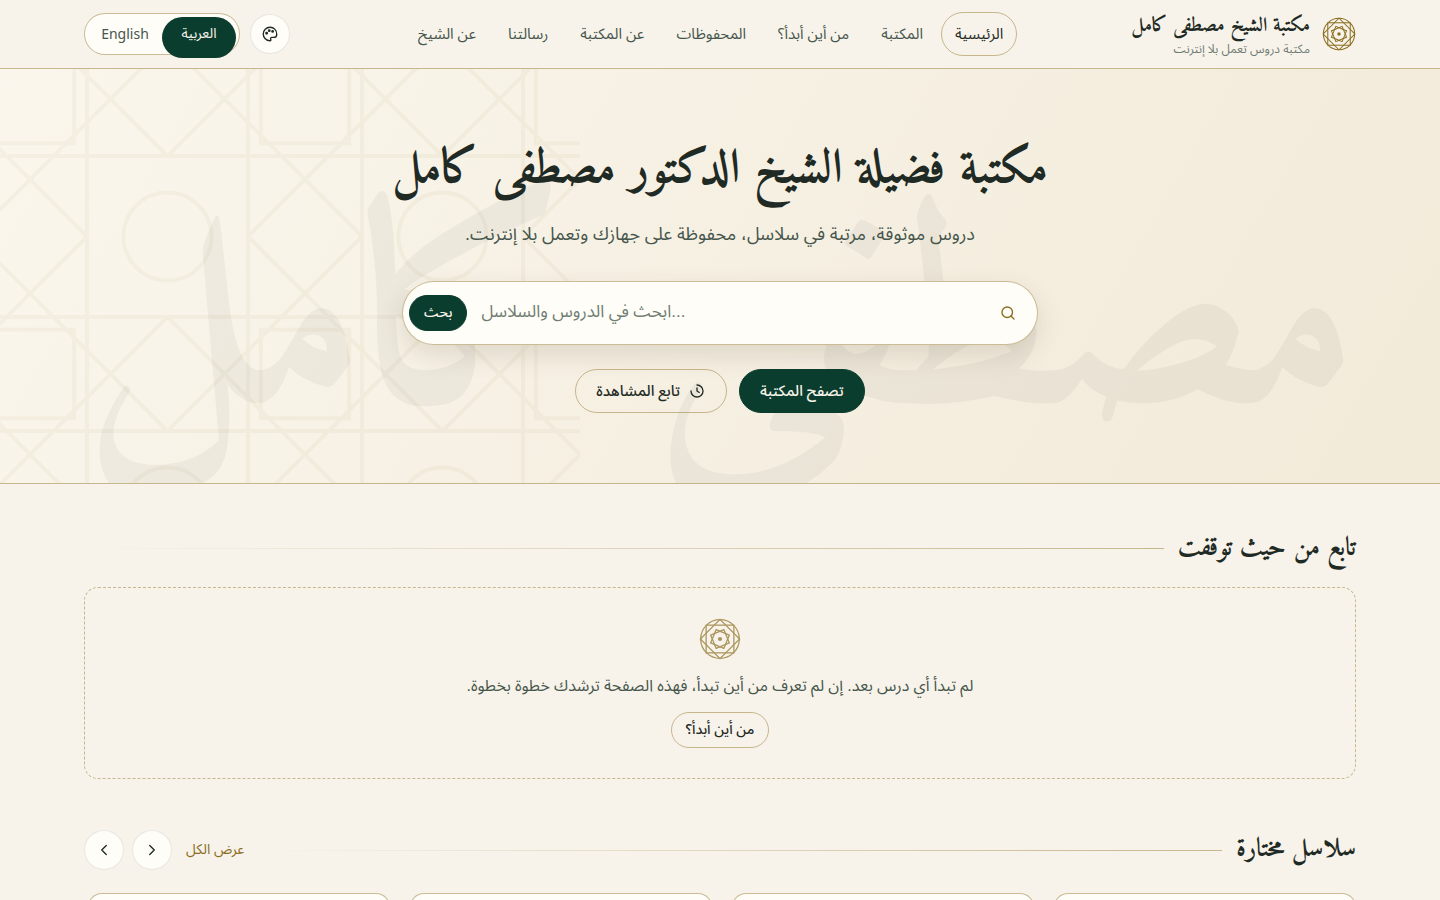 مكتبة الشيخ مصطفى كامل
مكتبة دروس تعمل بلا إنترنت
الرئيسية
المكتبة
من أين أبدأ؟
المحفوظات
عن المكتبة
رسالتنا
عن الشيخ
العربية
English
مكتبة فضيلة الشيخ الدكتور مصطفى كامل
دروس موثوقة، مرتبة في سلاسل، محفوظة على جهازك وتعمل بلا إنترنت.
ابحث في الدروس والسلاسل...
بحث
تصفح المكتبة
تابع المشاهدة
مصطفى كامل
تابع من حيث توقفت
لم تبدأ أي درس بعد. إن لم تعرف من أين تبدأ، فهذه الصفحة ترشدك خطوة بخطوة.
من أين أبدأ؟
سلاسل مختارة
عرض الكل